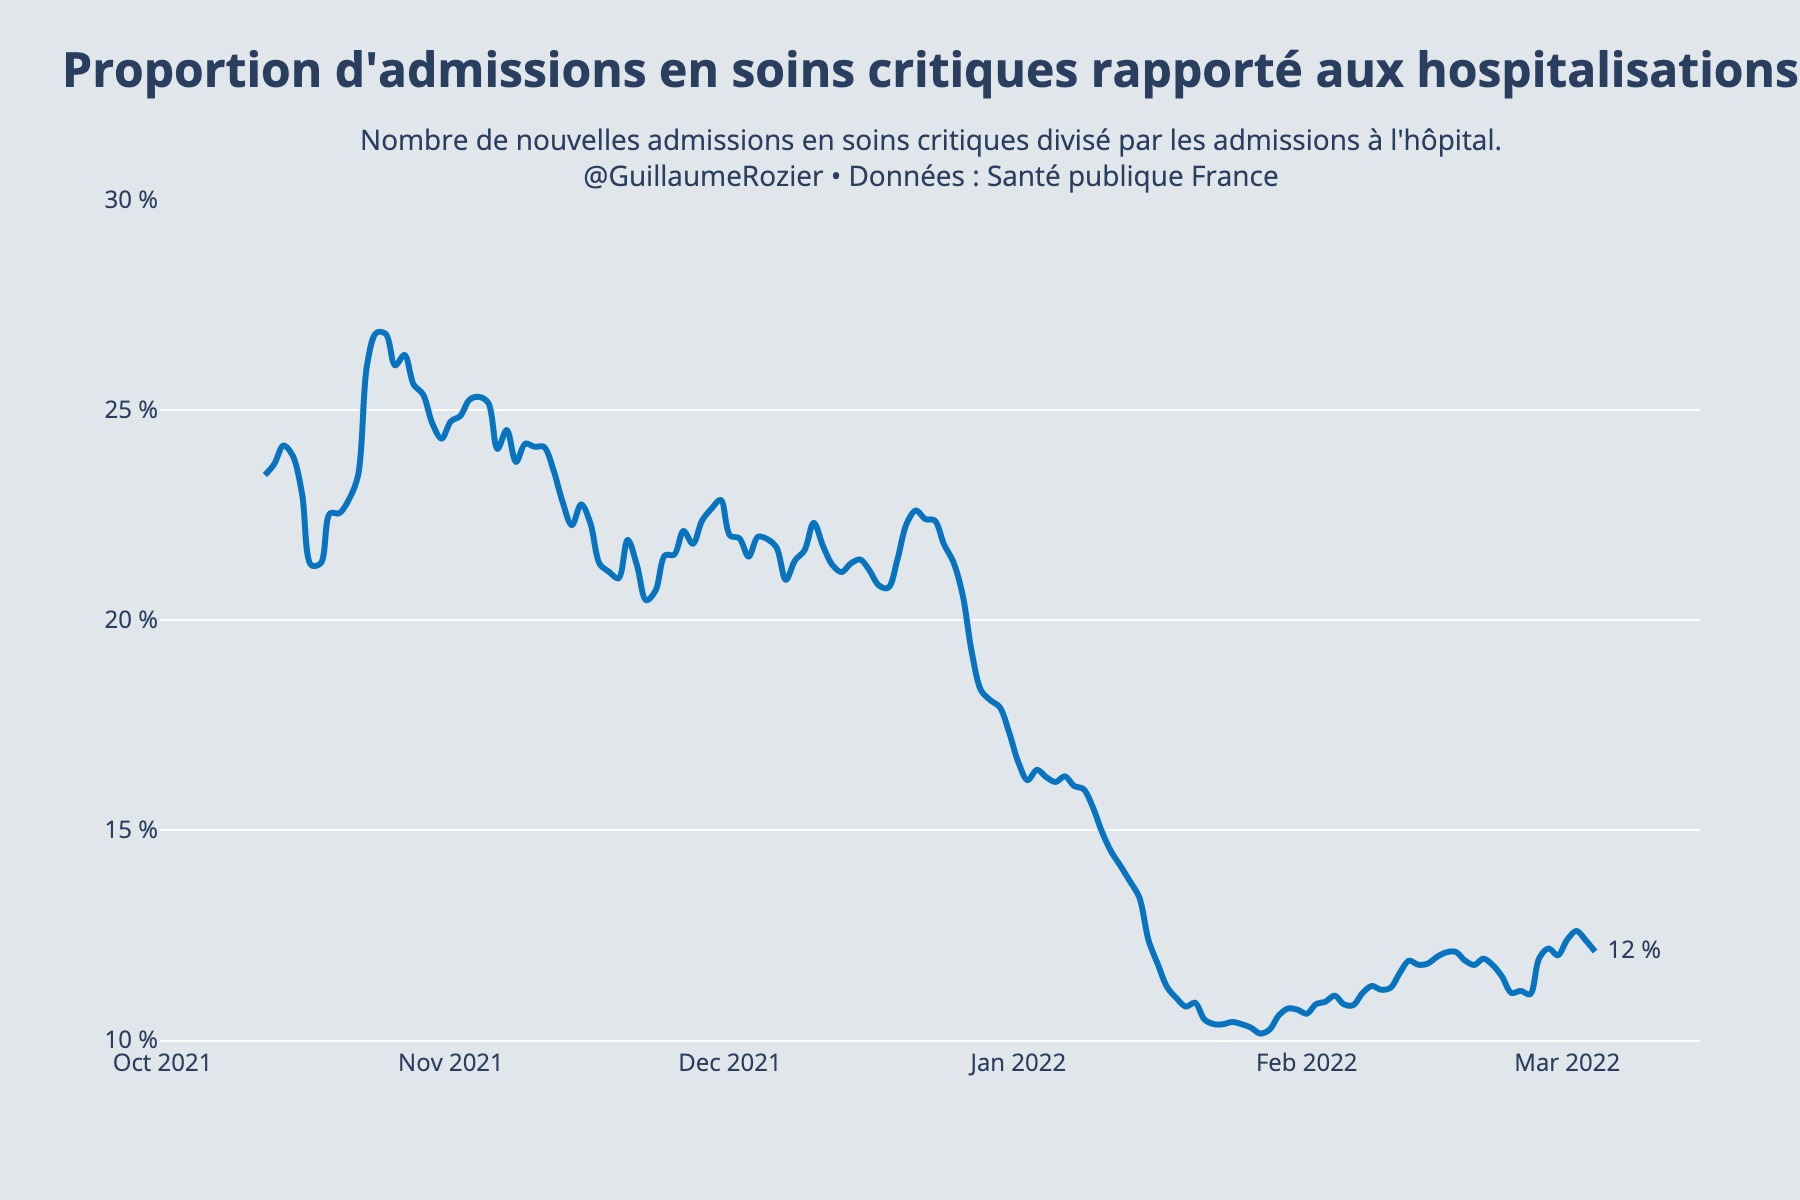 Proportion d'admissions en soins critiques rapporté aux hospitalisations
Nombre de nouvelles admissions en soins critiques divisé par les admissions à l'hôpital.
@GuillaumeRozier • Données : Santé publique France
30 %
25 %
20 %
15 %
10 %
12 %
Oct 2021
Nov 2021
Dec 2021
Jan 2022
Feb 2022
Mar 2022